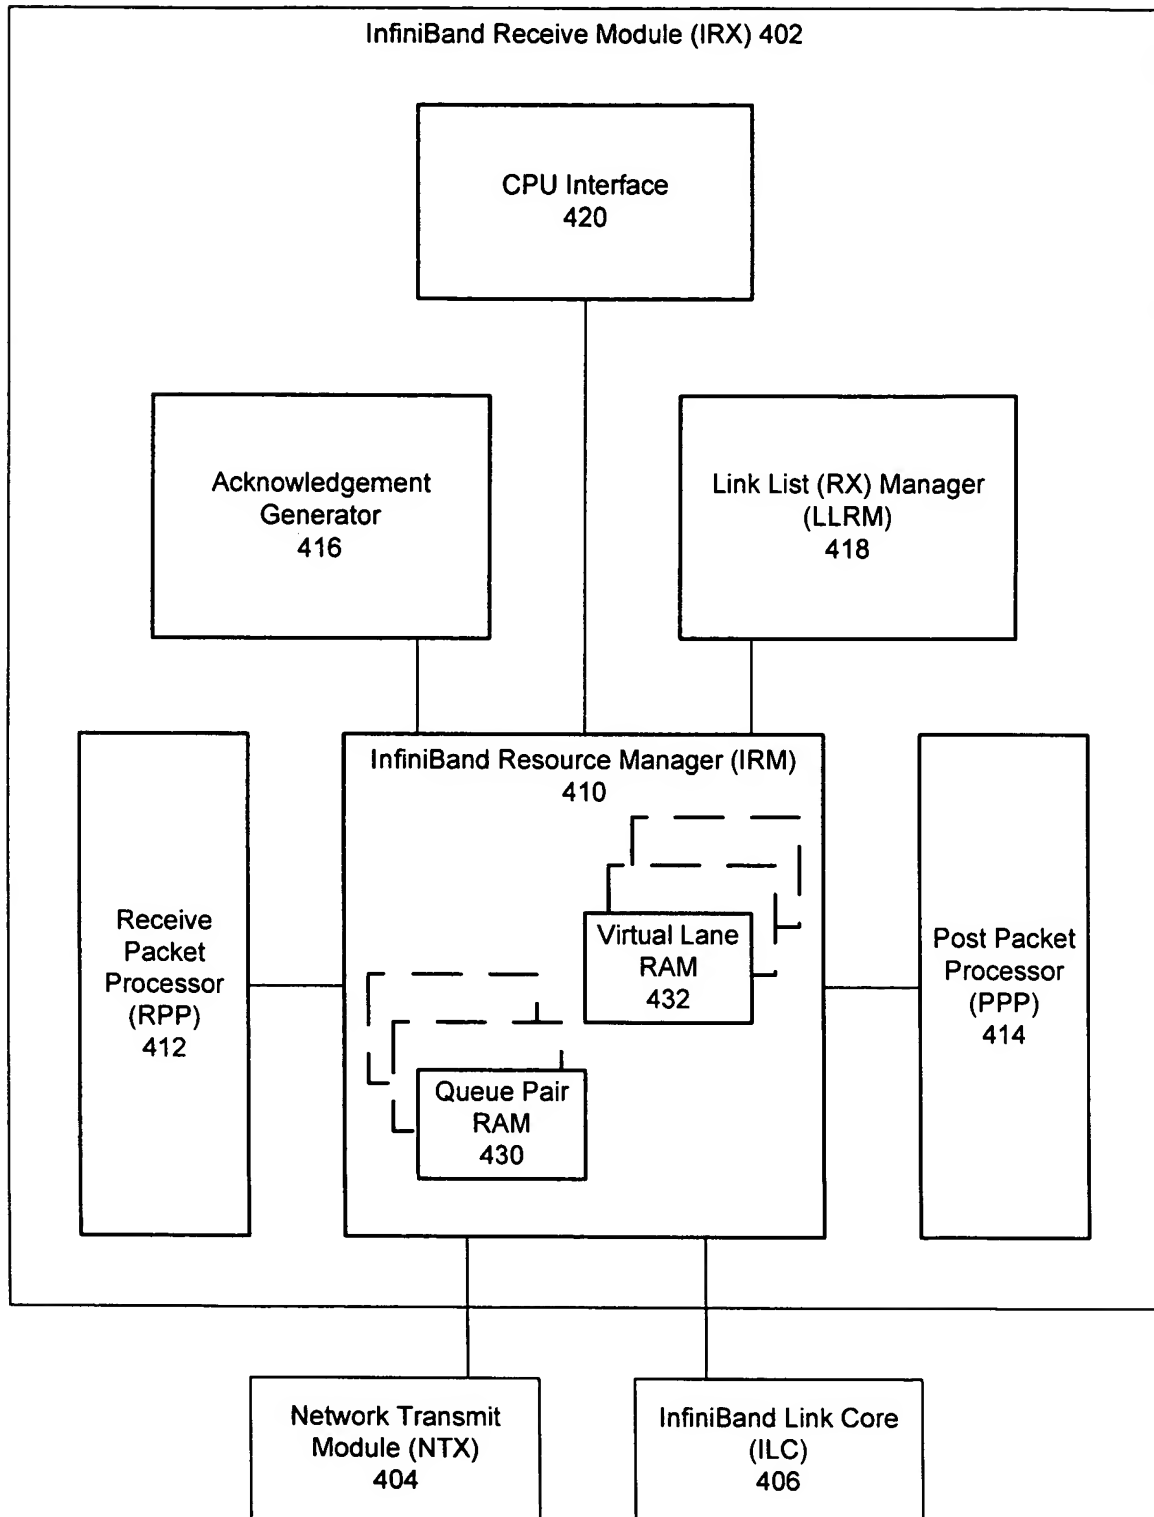 InfiniBand Receive Module (IRX) 402
CPU Interface
420
Acknowledgement
Generator
416
Link List (RX) Manager
(LLRM)
418
InfiniBand Resource Manager (IRM)
410
Receive
Packet
Processor
(RPP)
412
Virtual Lane
RAM
432
Queue Pair
RAM
430
Post Packet
Processor
(PPP)
414
Network Transmit
Module (NTX)
404
InfiniBand Link Core
(ILC)
406